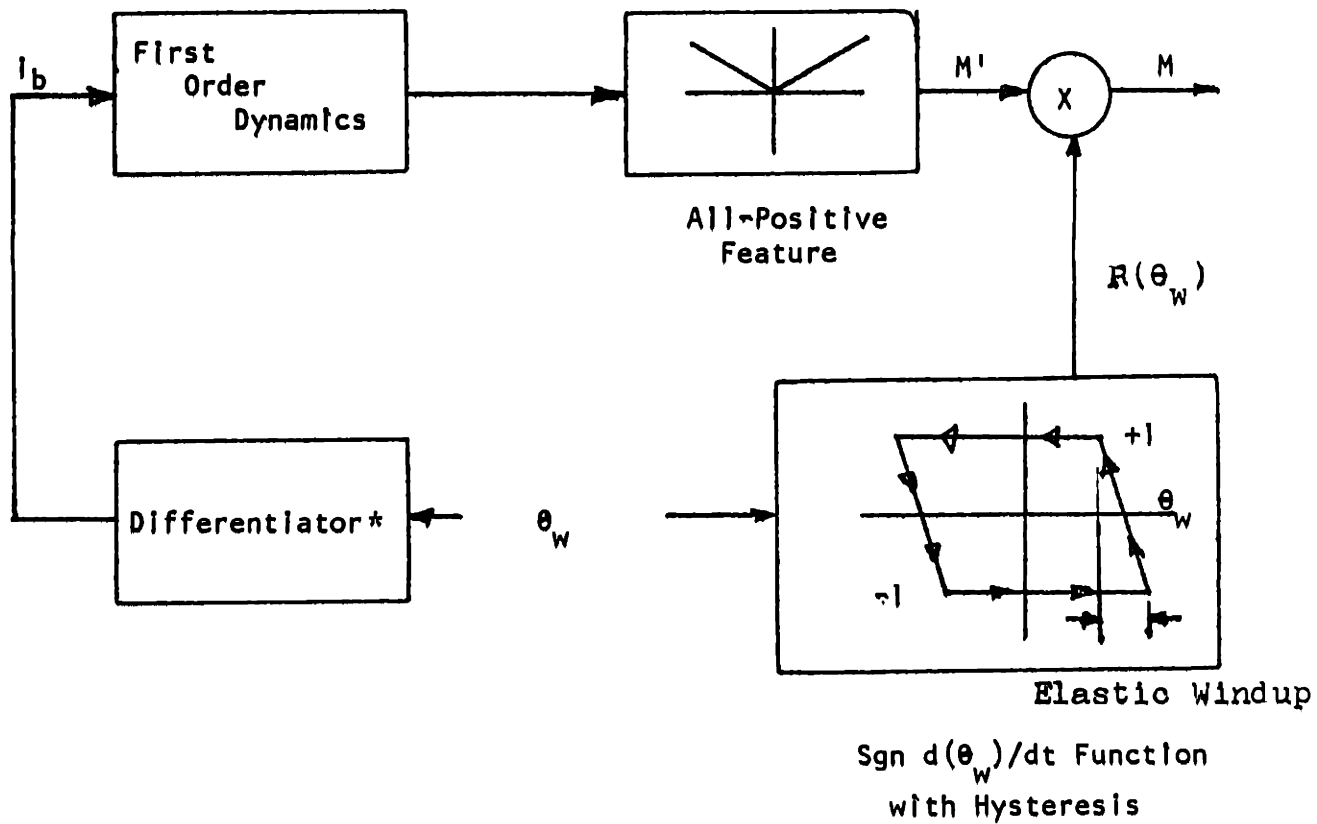 I_b
First
Order
Dynamics
M'
X
M
All-Positive
Feature
R(θ_W)
Differentiator*
θ_W
+1
θ_W
-1
Elastic Windup
Sgn d(θ_W)/dt Function
with Hysteresis